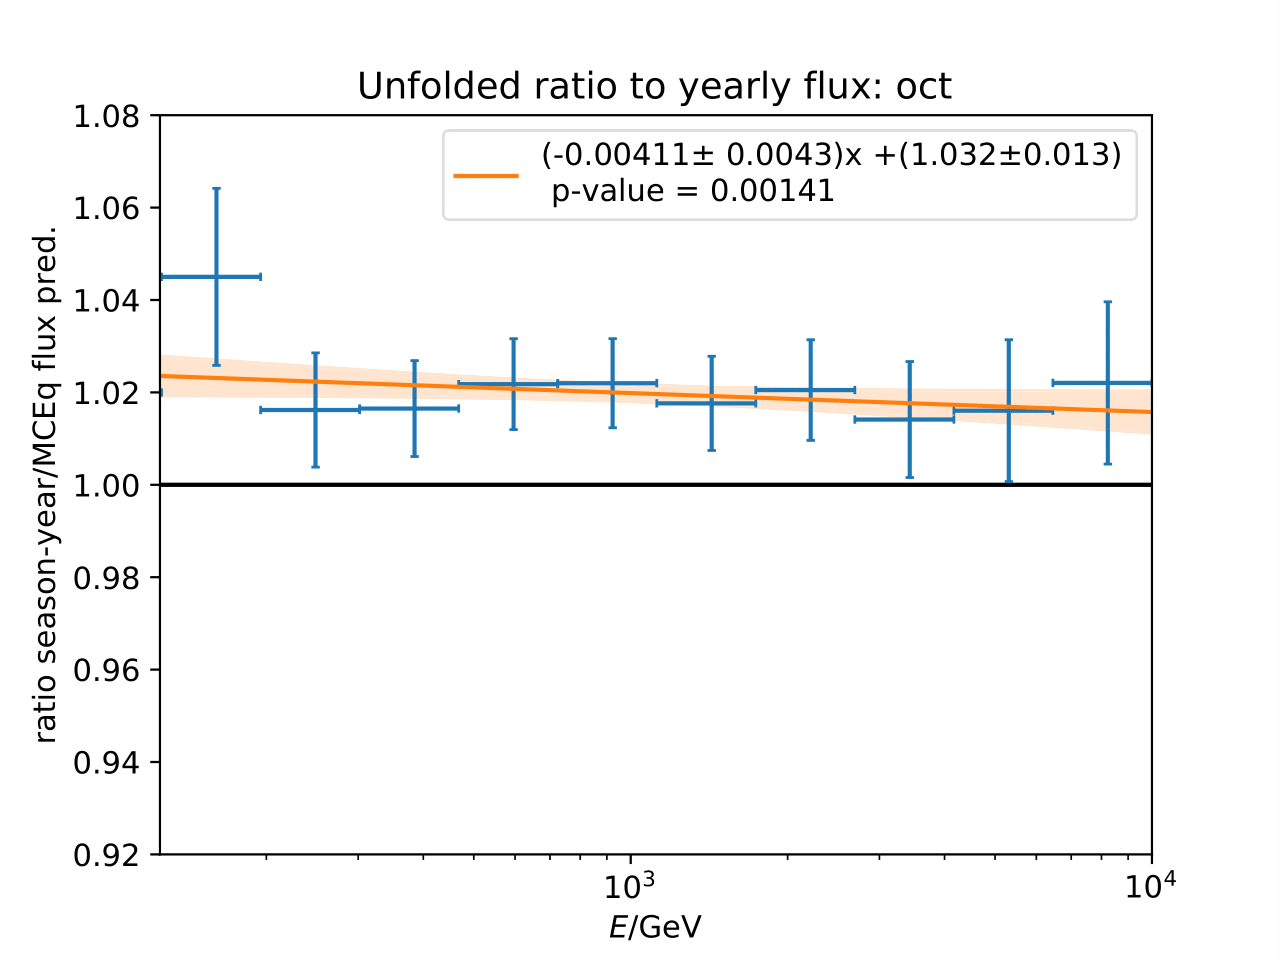 Unfolded ratio to yearly flux: oct
(-0.00411± 0.0043)x +(1.032±0.013)
p-value = 0.00141
ratio season-year/MCEq flux pred.
1.08
1.06
1.04
1.02
1.00
0.98
0.96
0.94
0.92
10³
10⁴
E/GeV